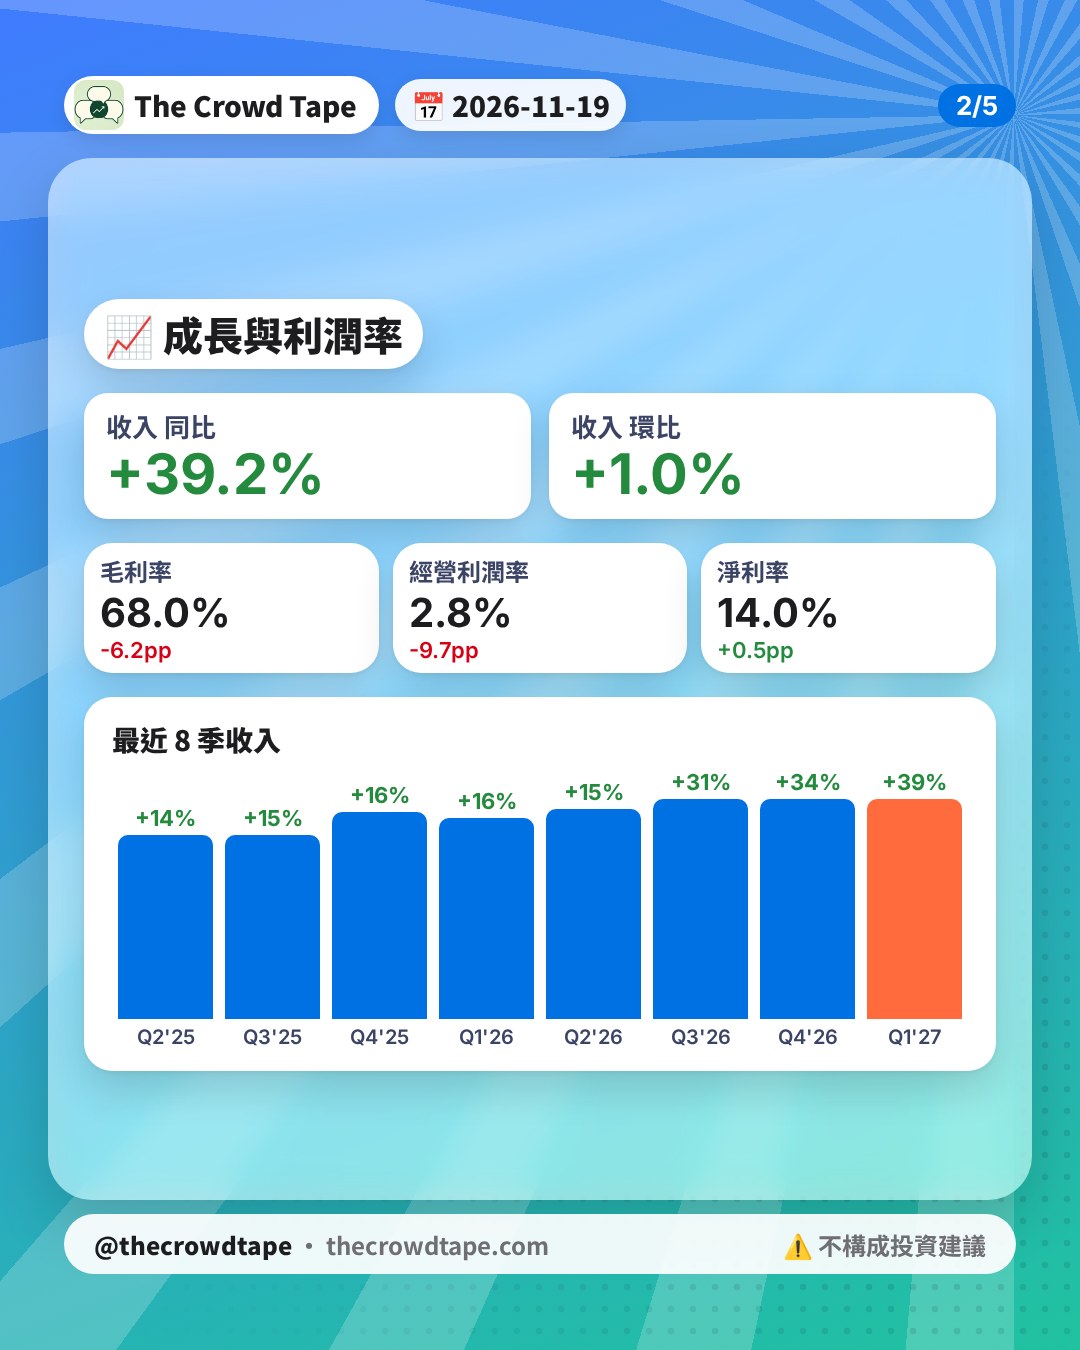 The Crowd Tape
2026-11-19
2/5
成長與利潤率
收入 同比
+39.2%
收入 環比
+1.0%
毛利率
68.0%
-6.2pp
經營利潤率
2.8%
-9.7pp
淨利率
14.0%
+0.5pp
最近 8 季收入
+14% +15% +16% +16% +15% +31% +34% +39%
Q2'25 Q3'25 Q4'25 Q1'26 Q2'26 Q3'26 Q4'26 Q1'27
@thecrowdtape • thecrowdtape.com
⚠️ 不構成投資建議